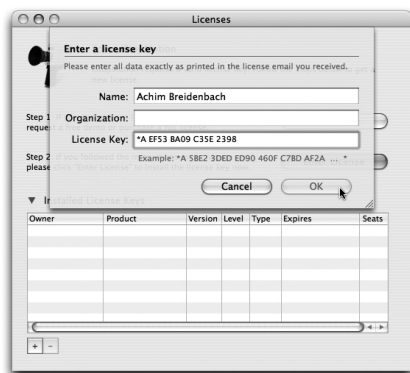 Licenses
Enter a license key
Please enter all data exactly as printed in the license email you received.
Name: Achim Breidenbach
Step 1
Organization:
License Key: *A EF53 BA09 C35E 2398
Example: *A 5BE2 3DED ED90 460F C78D AF2A ... *
Step 2
please
Cancel OK
Installed License Keys
Owner Product Version Level Type Expires Seats
+ -